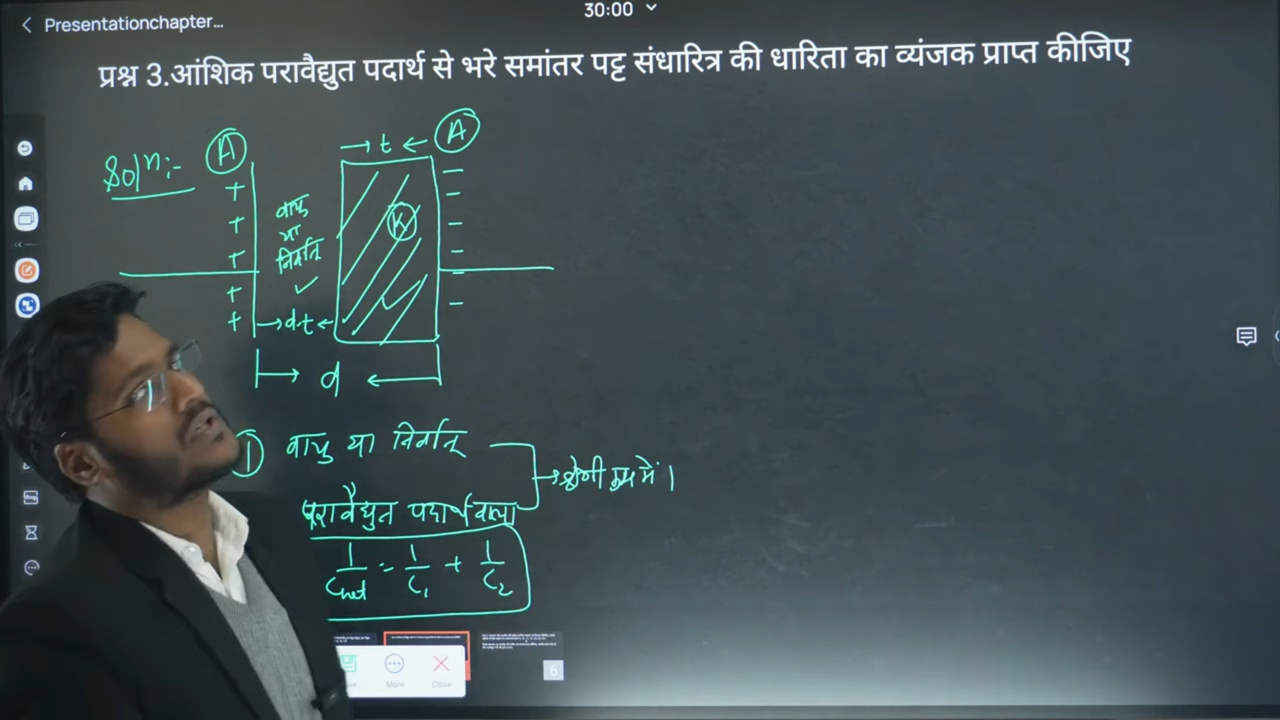 Presentationchapter...
30:00
प्रश्न 3.आंशिक परावैद्युत पदार्थ से भरे समांतर पट्ट संधारित्र की धारिता का व्यंजक प्राप्त कीजिए
Solⁿ:-
A
→ t ←
A
+ + + + +
वायु
या
निर्वात्
✓
K
- - - - - -
→ d-t ←
→ d ←
① वायु या निर्वात्
परावैद्युत पदार्थ वाला
→ श्रेणी क्रम में।
1/Cnet = 1/C₁ + 1/C₂
More
Close
6